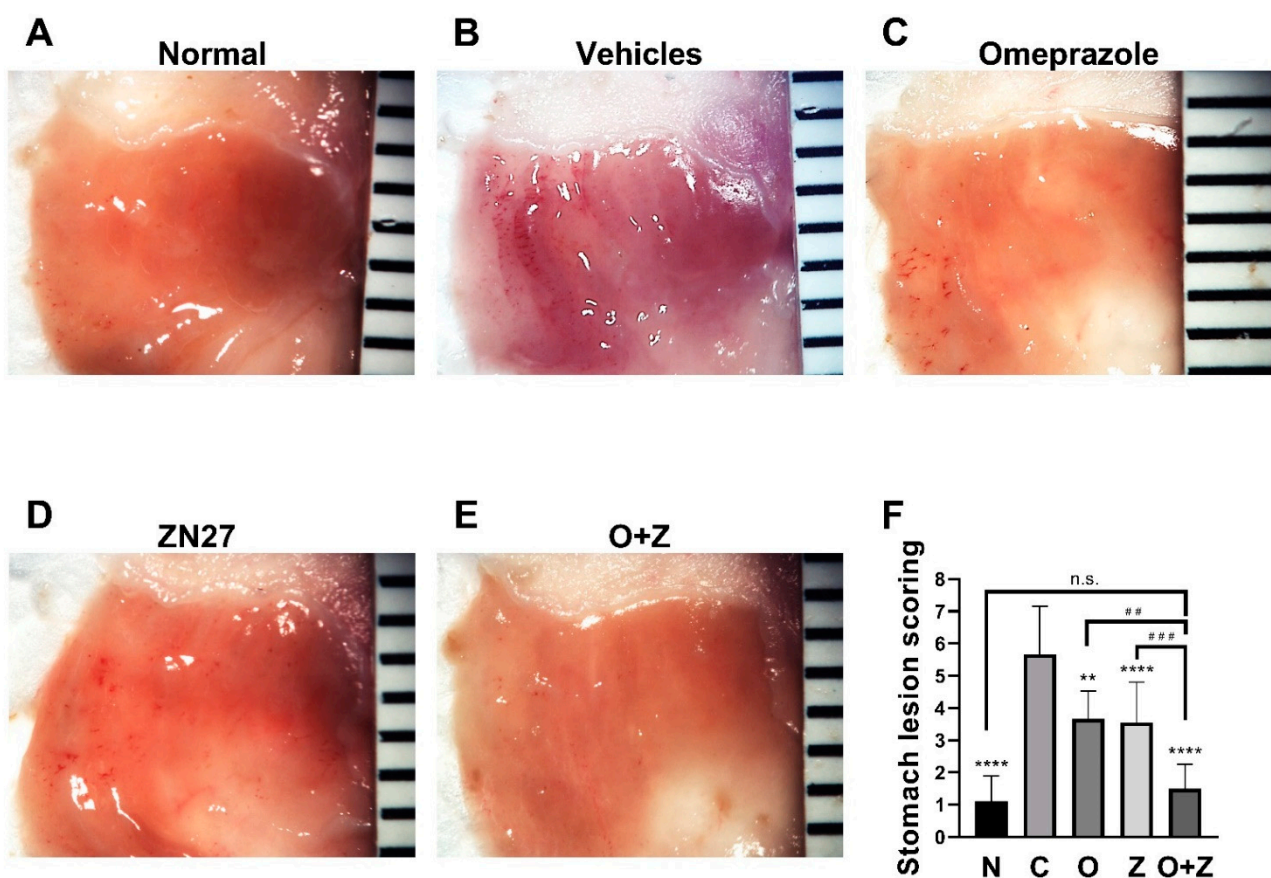 A
Normal
B
Vehicles
C
Omeprazole
D
ZN27
E
O+Z
F
Stomach lesion scoring
8
7
6
5
4
3
2
1
0
n.s.
##
###
****
**
****
****
N C O Z O+Z